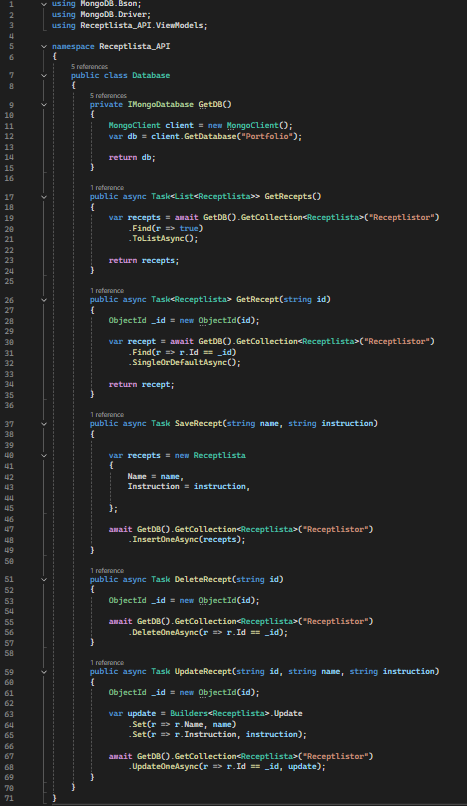 1 using MongoDB.Bson;
2 using MongoDB.Driver;
3 using Receptlista_API.ViewModels;
4
5 namespace Receptlista_API
6 {
5 references
7 public class Database
8 {
5 references
9 private IMongoDatabase GetDB()
10 {
11 MongoClient client = new MongoClient();
12 var db = client.GetDatabase("Portfolio");
13
14 return db;
15 }
16
1 reference
17 public async Task<List<Receptlista>> GetRecepts()
18 {
19 var recepts = await GetDB().GetCollection<Receptlista>("Receptlistor")
20 .Find(r => true)
21 .ToListAsync();
22
23 return recepts;
24 }
25
1 reference
26 public async Task<Receptlista> GetRecept(string id)
27 {
28 ObjectId _id = new ObjectId(id);
29
30 var recept = await GetDB().GetCollection<Receptlista>("Receptlistor")
31 .Find(r => r.Id == _id)
32 .SingleOrDefaultAsync();
33
34 return recept;
35 }
36
1 reference
37 public async Task SaveRecept(string name, string instruction)
38 {
39
40 var recepts = new Receptlista
41 {
42 Name = name,
43 Instruction = instruction,
44
45 };
46
47 await GetDB().GetCollection<Receptlista>("Receptlistor")
48 .InsertOneAsync(recepts);
49 }
50
1 reference
51 public async Task DeleteRecept(string id)
52 {
53 ObjectId _id = new ObjectId(id);
54
55 await GetDB().GetCollection<Receptlista>("Receptlistor")
56 .DeleteOneAsync(r => r.Id == _id);
57 }
58
1 reference
59 public async Task UpdateRecept(string id, string name, string instruction)
60 {
61 ObjectId _id = new ObjectId(id);
62
63 var update = Builders<Receptlista>.Update
64 .Set(r => r.Name, name)
65 .Set(r => r.Instruction, instruction);
66
67 await GetDB().GetCollection<Receptlista>("Receptlistor")
68 .UpdateOneAsync(r => r.Id == _id, update);
69 }
70 }
71 }